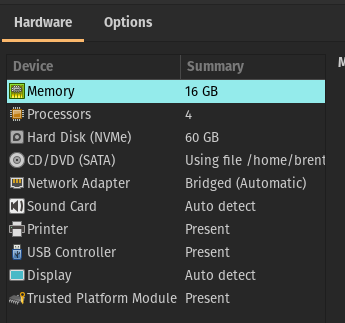 Hardware Options
Device Summary
Memory 16 GB
Processors 4
Hard Disk (NVMe) 60 GB
CD/DVD (SATA) Using file /home/brent
Network Adapter Bridged (Automatic)
Sound Card Auto detect
Printer Present
USB Controller Present
Display Auto detect
Trusted Platform Module Present